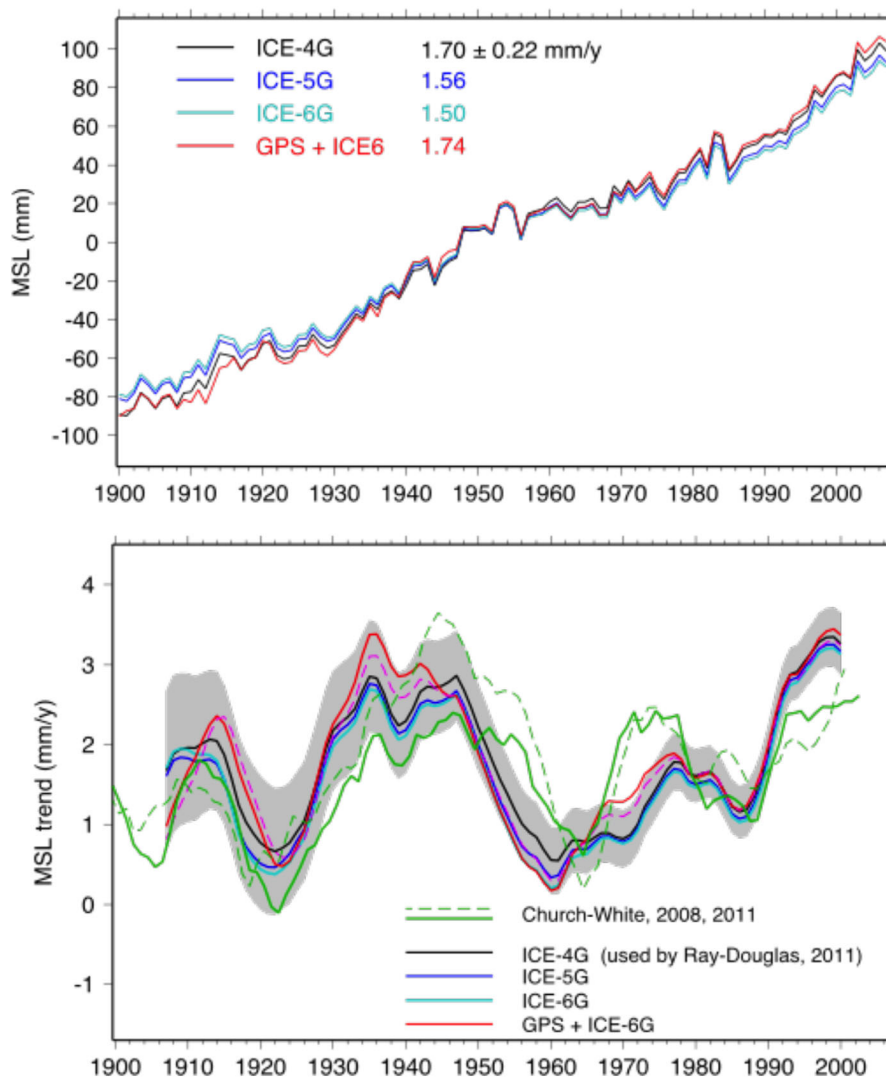 100
80
60
40
20
0
-20
-40
-60
-80
-100
MSL (mm)
ICE-4G 1.70 ± 0.22 mm/y
ICE-5G 1.56
ICE-6G 1.50
GPS + ICE6 1.74
1900 1910 1920 1930 1940 1950 1960 1970 1980 1990 2000
4
3
2
1
0
-1
MSL trend (mm/y)
Church-White, 2008, 2011
ICE-4G (used by Ray-Douglas, 2011)
ICE-5G
ICE-6G
GPS + ICE-6G
1900 1910 1920 1930 1940 1950 1960 1970 1980 1990 2000